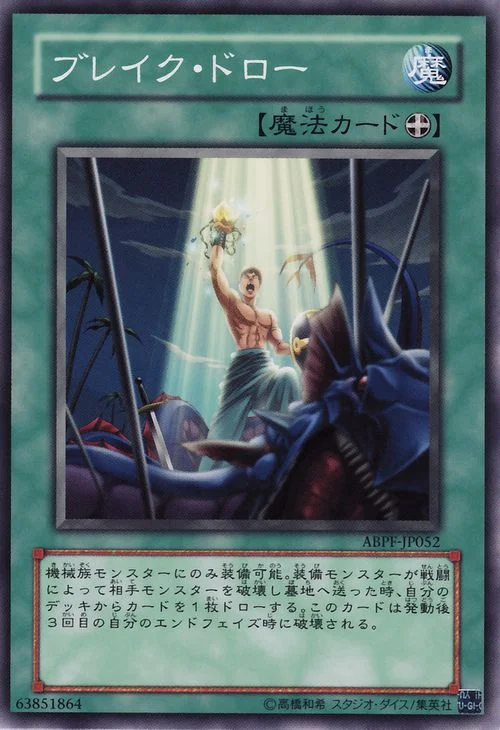 ブレイク・ドロー
魔
【魔法カード】
ABPF-JP052
機械族モンスターにのみ装備可能。装備モンスターが戦闘
によって相手モンスターを破壊し墓地へ送った時、自分の
デッキからカードを１枚ドローする。このカードは発動後
３回目の自分のエンドフェイズ時に破壊される。
63851864
©高橋和希 スタジオ・ダイス/集英社